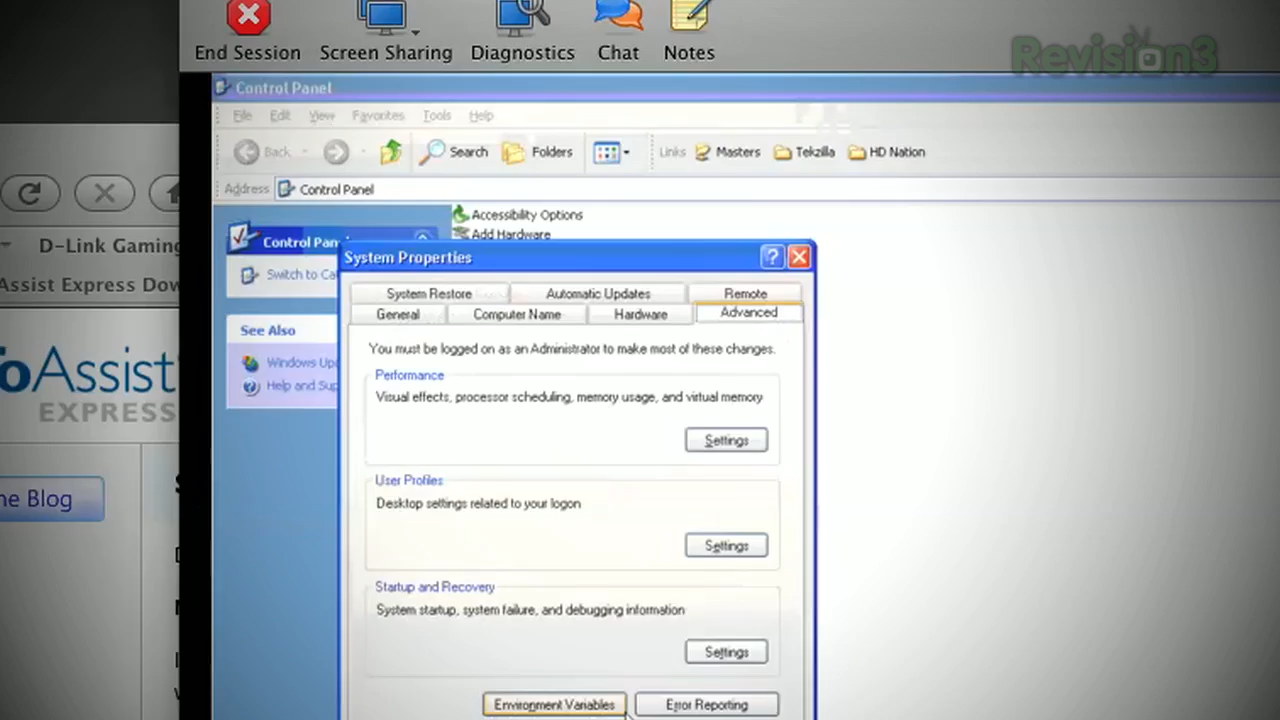 End Session Screen Sharing Diagnostics Chat Notes
Revision3
Control Panel
File Edit View Favorites Tools Help
Back Search Folders Links Masters Tekzilla HD Nation
Address Control Panel
D-Link Gaming
Assist Express Dow
oAssist
EXPRESS
he Blog
Control Pan
Switch to Ca
See Also
Windows Up
Help and Sup
Accessibility Options
Add Hardware
System Properties
System Restore Automatic Updates Remote
General Computer Name Hardware Advanced
You must be logged on as an Administrator to make most of these changes.
Performance
Visual effects, processor scheduling, memory usage, and virtual memory
Settings
User Profiles
Desktop settings related to your logon
Settings
Startup and Recovery
System startup, system failure, and debugging information
Settings
Environment Variables Error Reporting